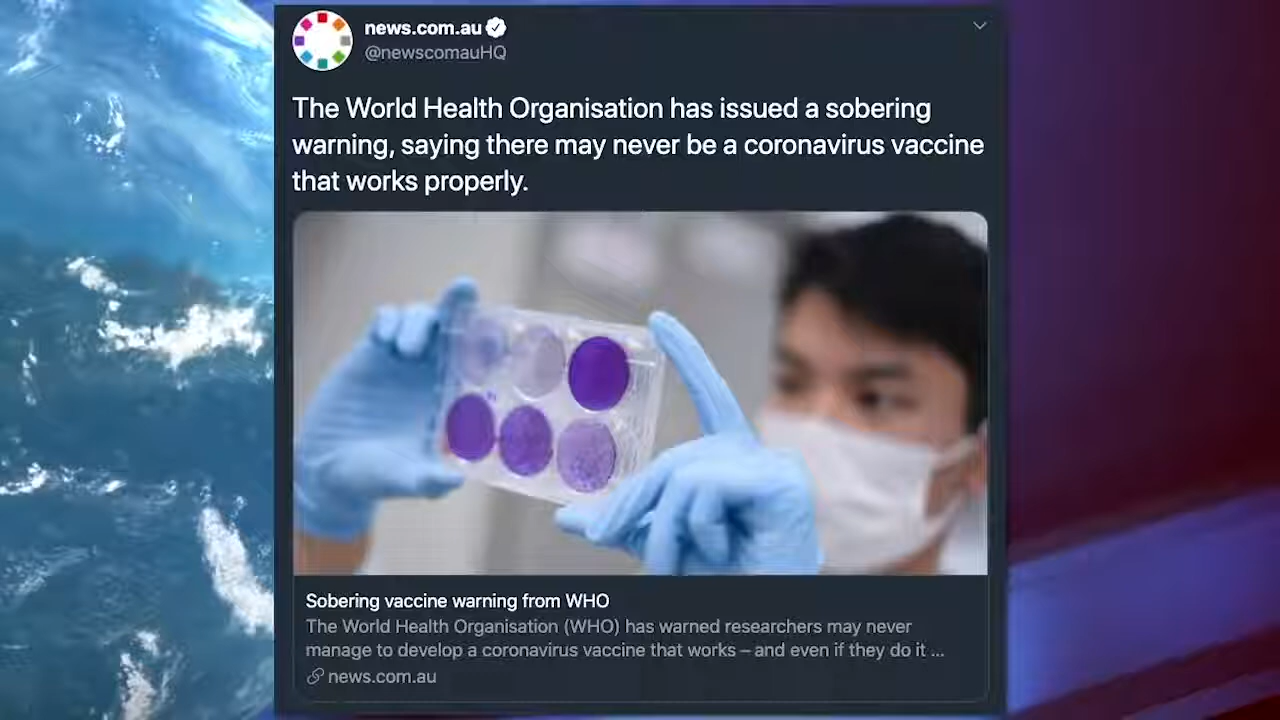 news.com.au
@newscomauHQ
The World Health Organisation has issued a sobering
warning, saying there may never be a coronavirus vaccine
that works properly.
Sobering vaccine warning from WHO
The World Health Organisation (WHO) has warned researchers may never
manage to develop a coronavirus vaccine that works – and even if they do it ...
news.com.au